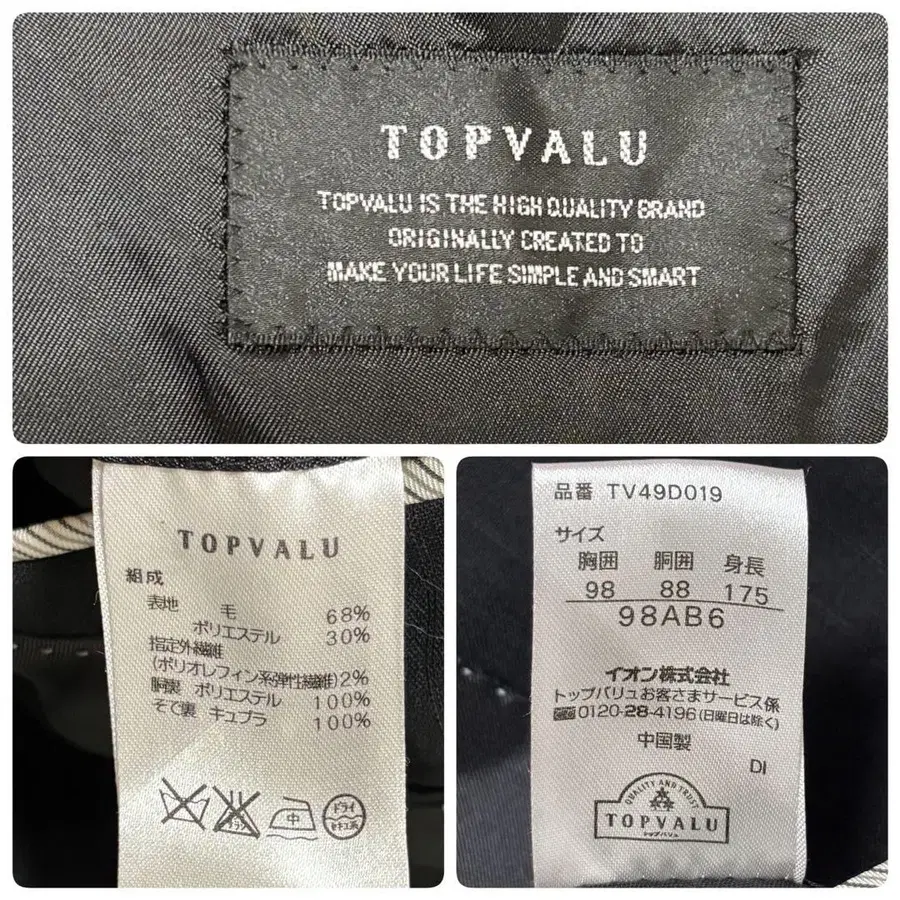 TOPVALU
TOPVALU IS THE HIGH QUALITY BRAND
ORIGINALLY CREATED TO
MAKE YOUR LIFE SIMPLE AND SMART
TOPVALU
組成
表地 毛 68%
ポリエステル 30%
指定外繊維
(ポリオレフィン系弾性繊維)2%
胴裏 ポリエステル 100%
そで裏 キュプラ 100%
中
ドライ
セキユ系
品番 TV49D019
サイズ
胸囲 胴囲 身長
98 88 175
98AB6
イオン株式会社
トップバリュお客さまサービス係
0120-28-4196(日曜日は除く)
中国製
DI
QUALITY AND TRUST
TOPVALU
トップバリュ